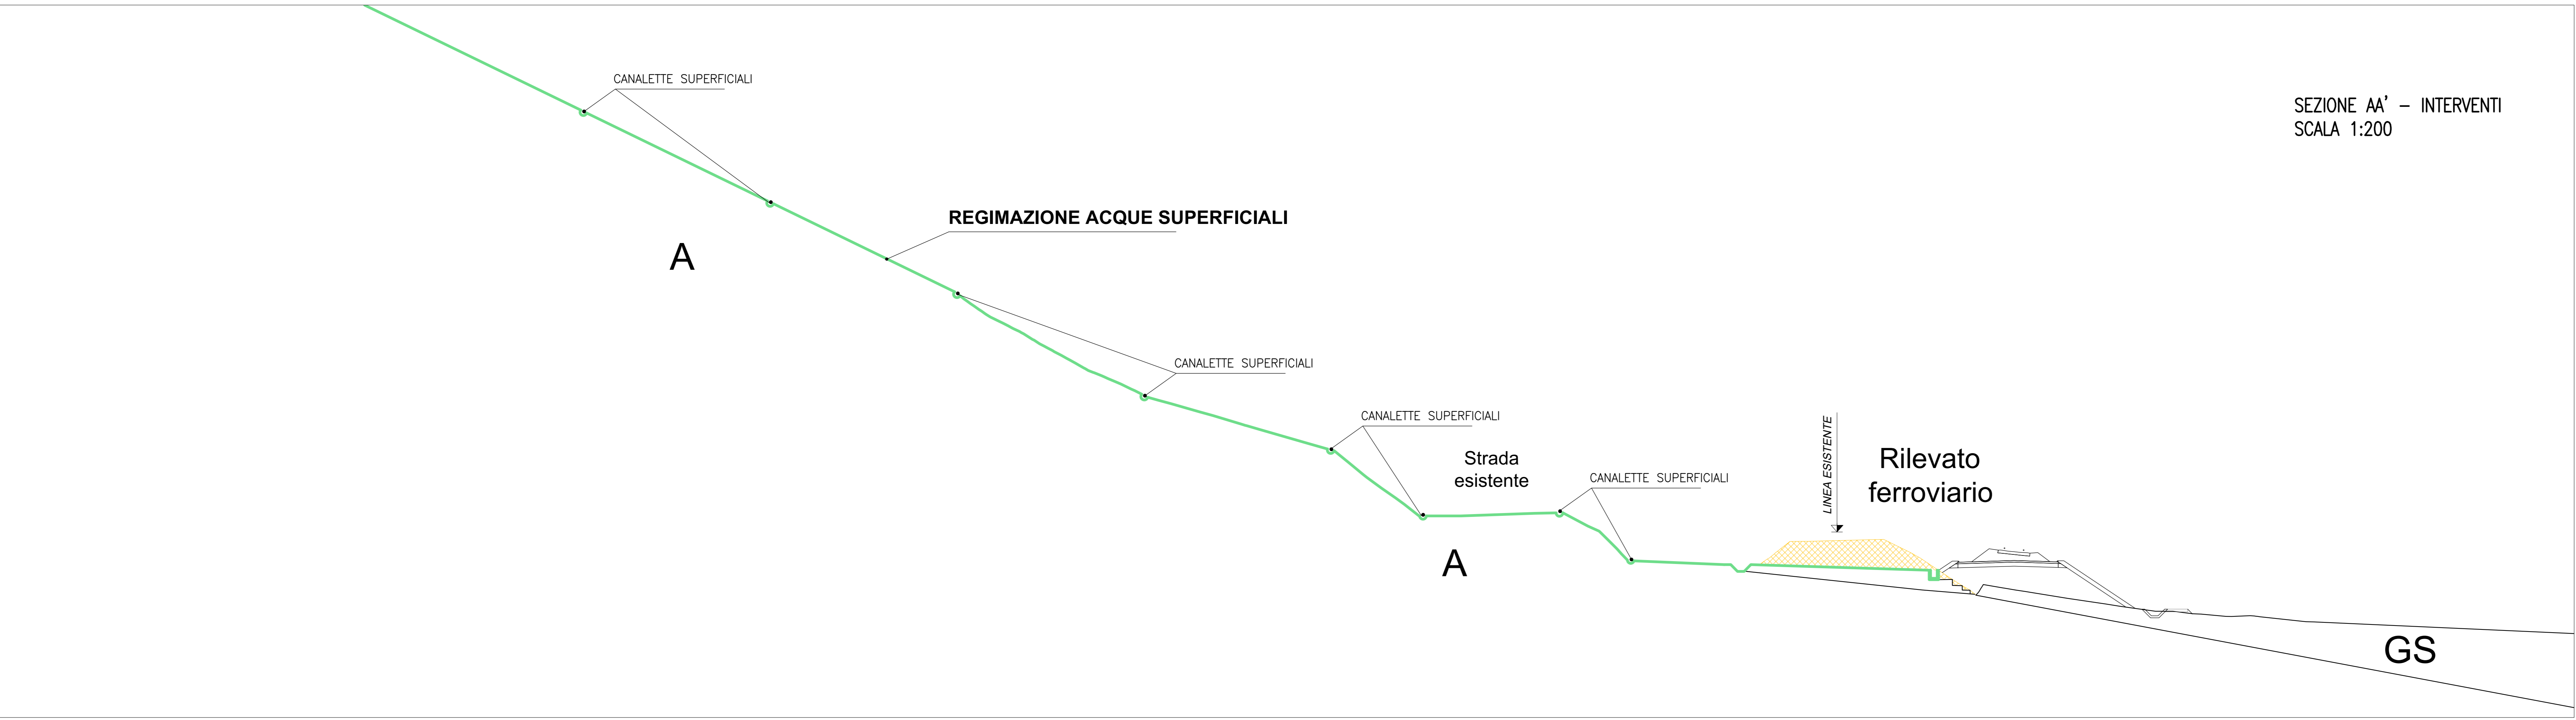 CANALETTE SUPERFICIALI
SEZIONE AA' - INTERVENTI
SCALA 1:200
REGIMAZIONE ACQUE SUPERFICIALI
A
CANALETTE SUPERFICIALI
CANALETTE SUPERFICIALI
Strada
esistente
CANALETTE SUPERFICIALI
LINEA ESISTENTE
Rilevato
ferroviario
A
GS